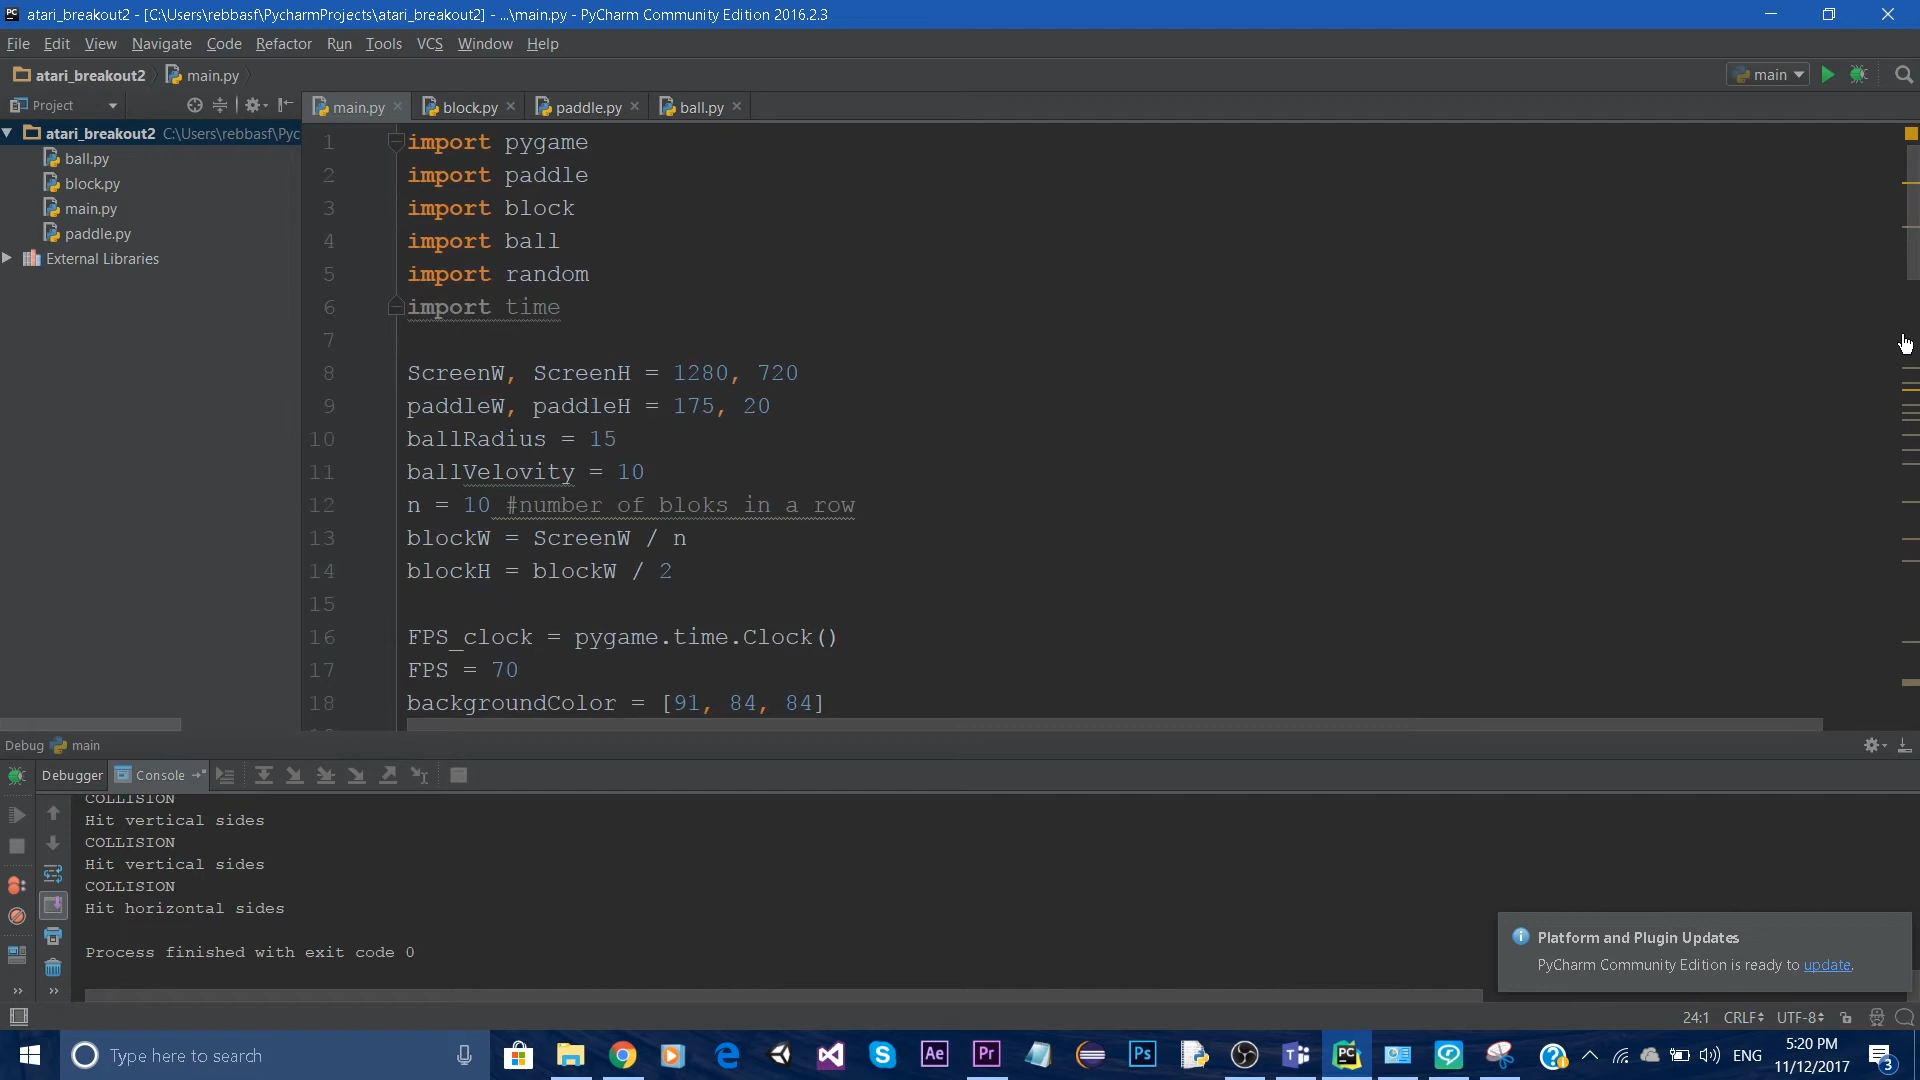 atari_breakout2 - [C:\Users\rebbasf\PycharmProjects\atari_breakout2] - ...\main.py - PyCharm Community Edition 2016.2.3
File Edit View Navigate Code Refactor Run Tools VCS Window Help
atari_breakout2 main.py main
Project main.py block.py paddle.py ball.py
atari_breakout2 C:\Users\rebbasf\Pyc
ball.py
block.py
main.py
paddle.py
External Libraries
1 import pygame
2 import paddle
3 import block
4 import ball
5 import random
6 import time
7
8 ScreenW, ScreenH = 1280, 720
9 paddleW, paddleH = 175, 20
10 ballRadius = 15
11 ballVelovity = 10
12 n = 10 #number of bloks in a row
13 blockW = ScreenW / n
14 blockH = blockW / 2
15
16 FPS_clock = pygame.time.Clock()
17 FPS = 70
18 backgroundColor = [91, 84, 84]
Debug main
Debugger Console
COLLISION
Hit vertical sides
COLLISION
Hit vertical sides
COLLISION
Hit horizontal sides
Process finished with exit code 0
Platform and Plugin Updates
PyCharm Community Edition is ready to update.
24:1 CRLF UTF-8
Type here to search
Ae Pr Ps PC
ENG
5:20 PM
11/12/2017
3